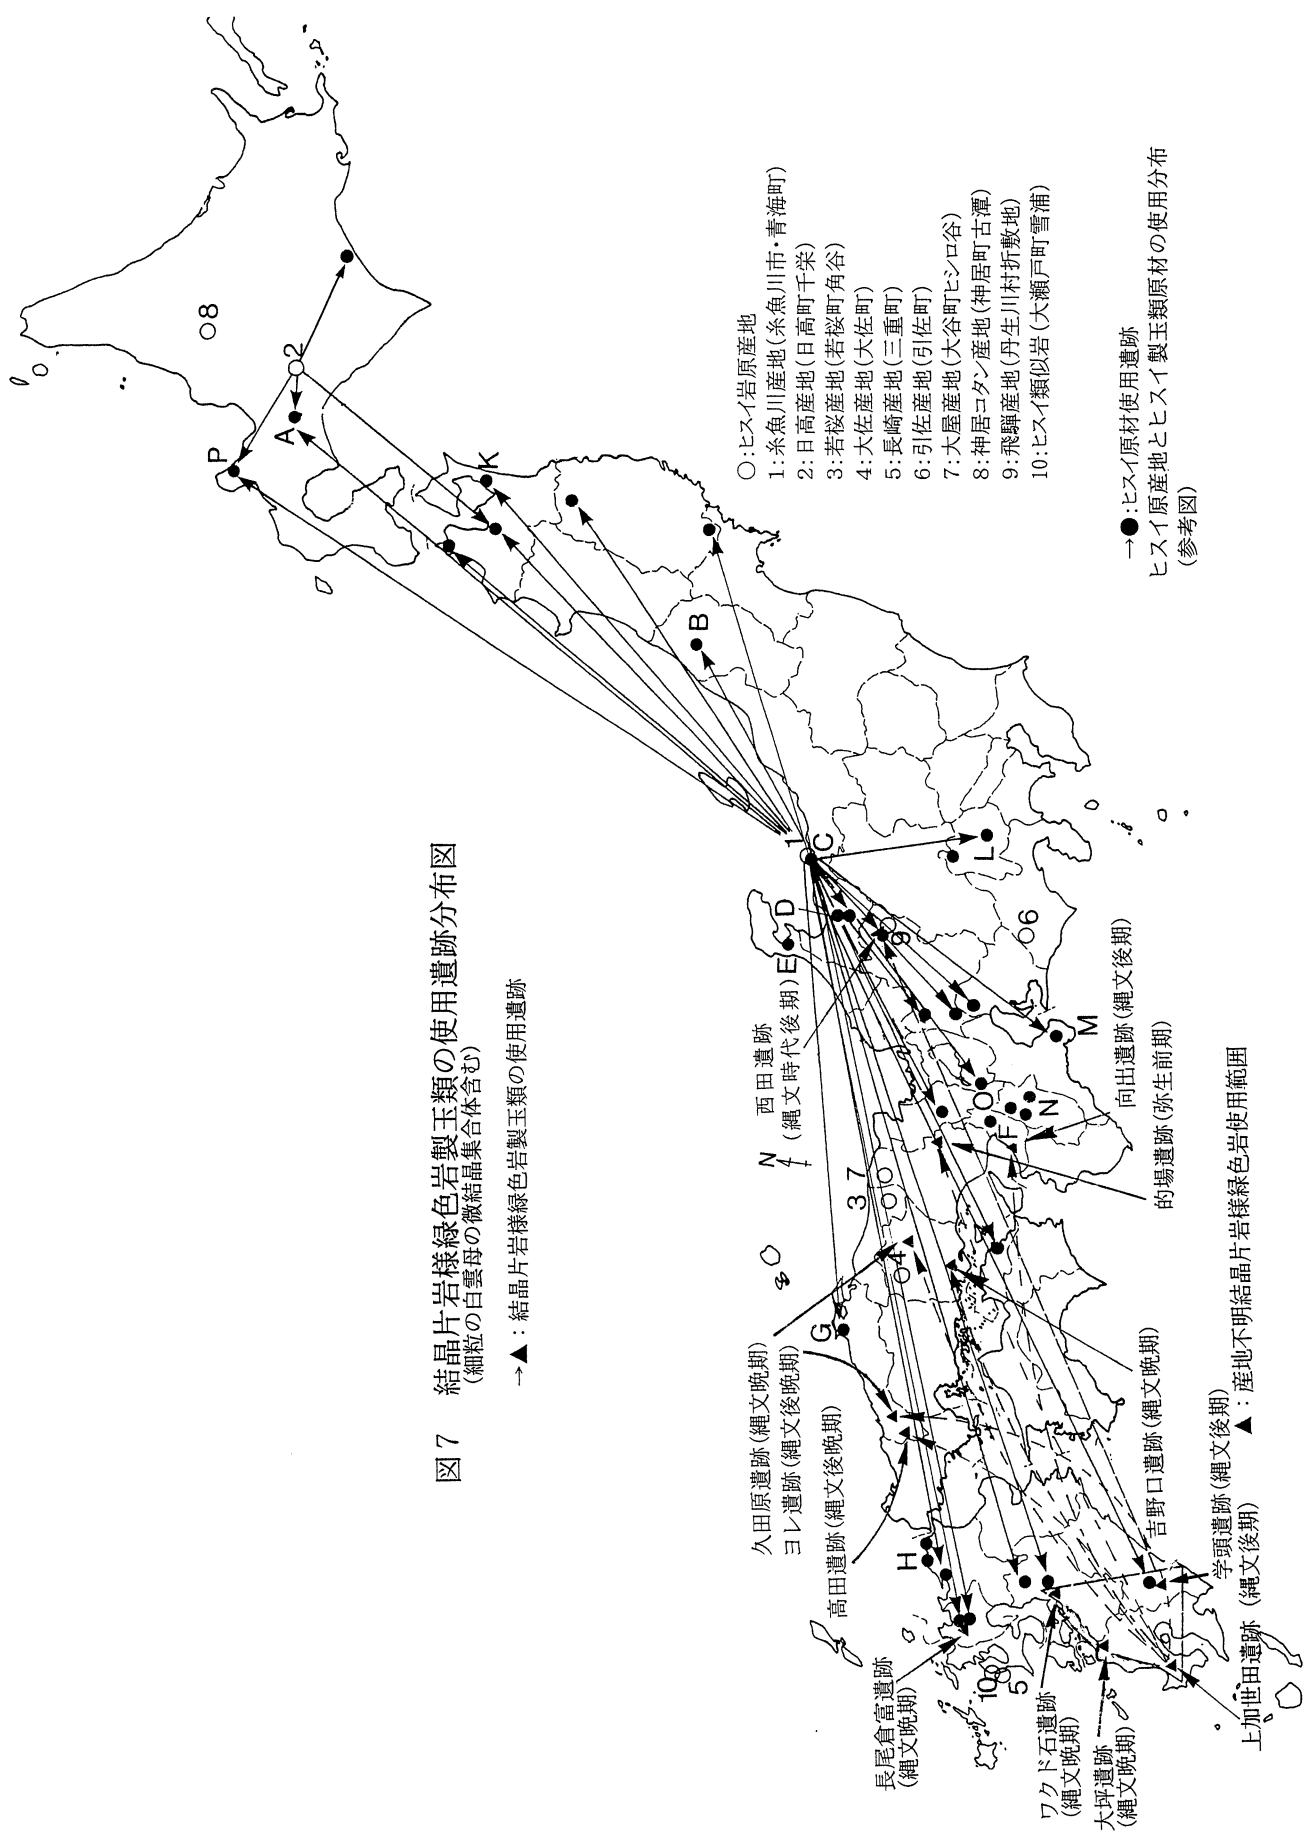 図7 結晶片岩様緑色岩製玉類の使用遺跡分布図
(細粒の白雲母の微結晶集合体含む)
→▲:結晶片岩様緑色岩製玉類の使用遺跡
○:ヒスイ岩原産地
1:糸魚川産地(糸魚川市・青海町)
2:日高産地(日高町千栄)
3:若桜産地(若桜町角谷)
4:大佐産地(大佐町)
5:長崎産地(三重町)
6:引佐産地(引佐町)
7:大屋産地(大谷町ヒシロ谷)
8:神居コタン産地(神居町古潭)
9:飛騨産地(丹生川村折敷地)
10:ヒスイ類似岩(大瀬戸町雪浦)
→●:ヒスイ原材使用遺跡
ヒスイ原産地とヒスイ製玉類原材の使用分布
(参考図)
久田原遺跡(縄文晩期)
ヨレ遺跡(縄文後晩期)
高田遺跡(縄文後晩期)
長尾倉富遺跡
(縄文晩期)
ワクド石遺跡
(縄文晩期)
大坪遺跡
(縄文晩期)
上加世田遺跡(縄文後期)
学頭遺跡(縄文後期)
▲:産地不明結晶片岩様緑色岩使用範囲
吉野口遺跡(縄文晩期)
的場遺跡(弥生前期)
向出遺跡(縄文後期)
西田遺跡
(縄文時代後期)
N
P
A
K
B
C
D
E
F
G
H
L
M
N
O
1
2
3
7
4
5
10
6
8
9